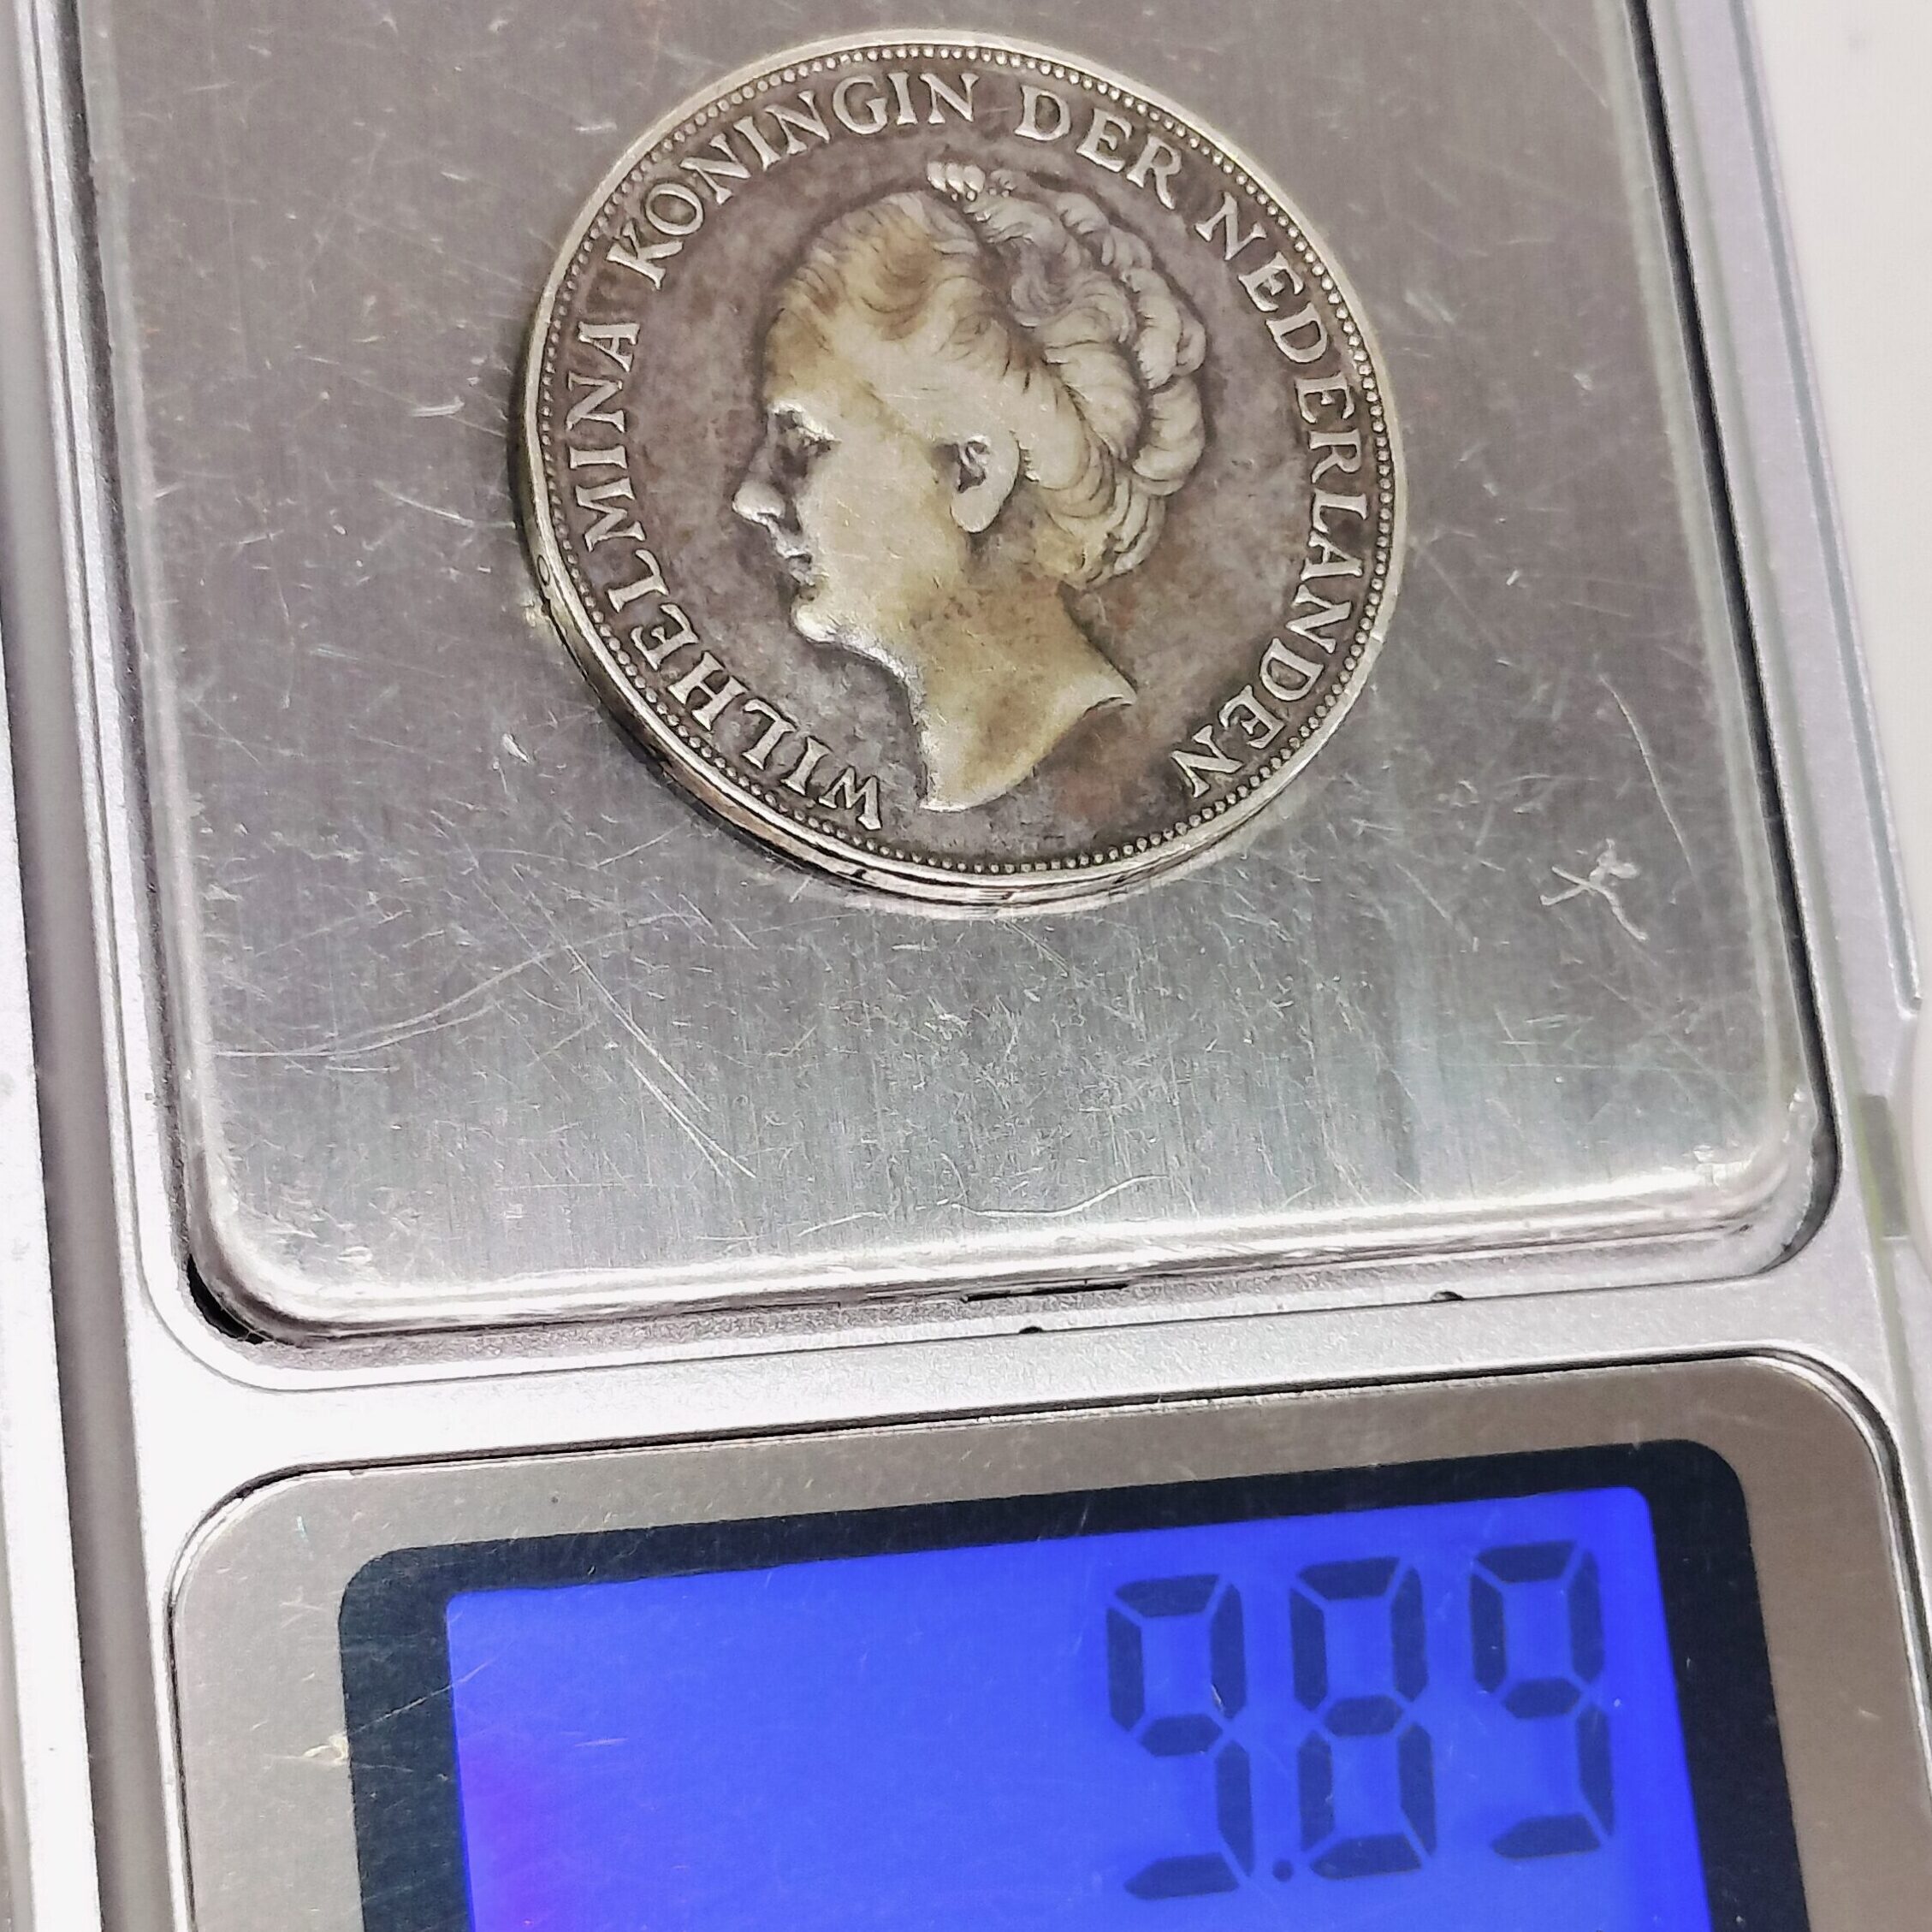 WILHELMINA KONINGIN DER NEDERLANDEN
9.89